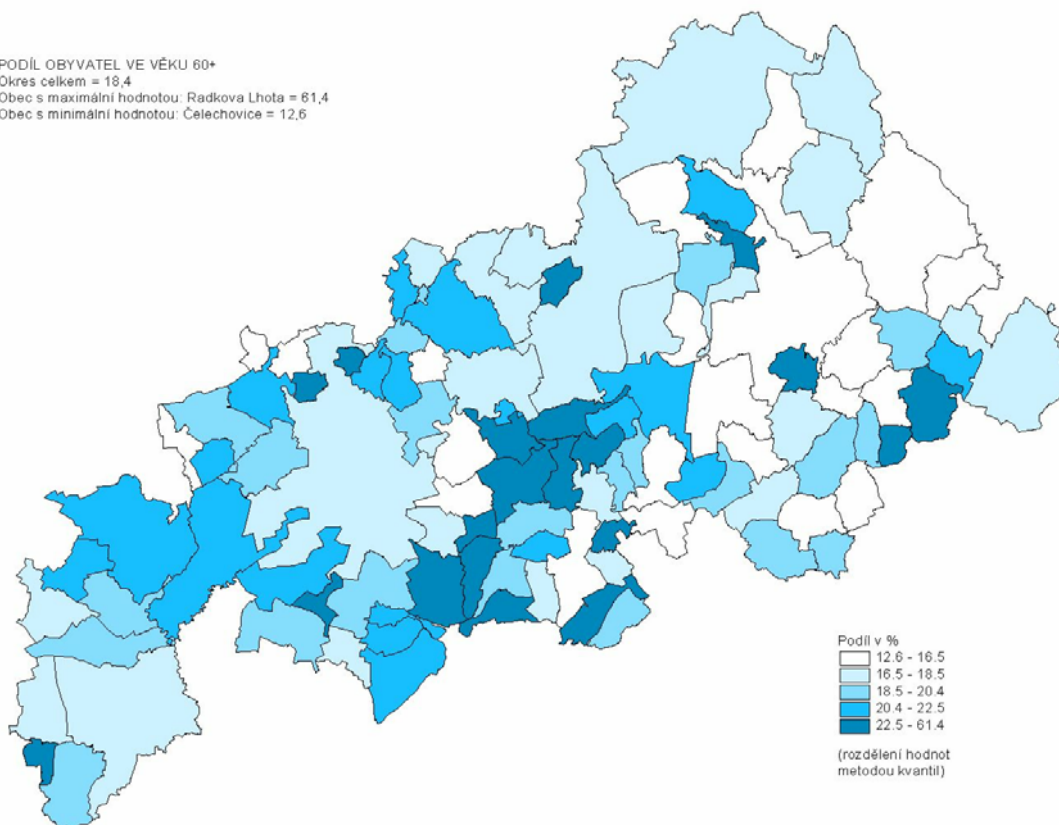 PODÍL OBYVATEL VE VĚKU 60+
Okres celkem = 18,4
Obec s maximální hodnotou: Radkova Lhota = 61,4
Obec s minimální hodnotou: Čelechovice = 12,6
Podíl v %
12.6 - 16.5
16.5 - 18.5
18.5 - 20.4
20.4 - 22.5
22.5 - 61.4
(rozdělení hodnot
metodou kvantil)